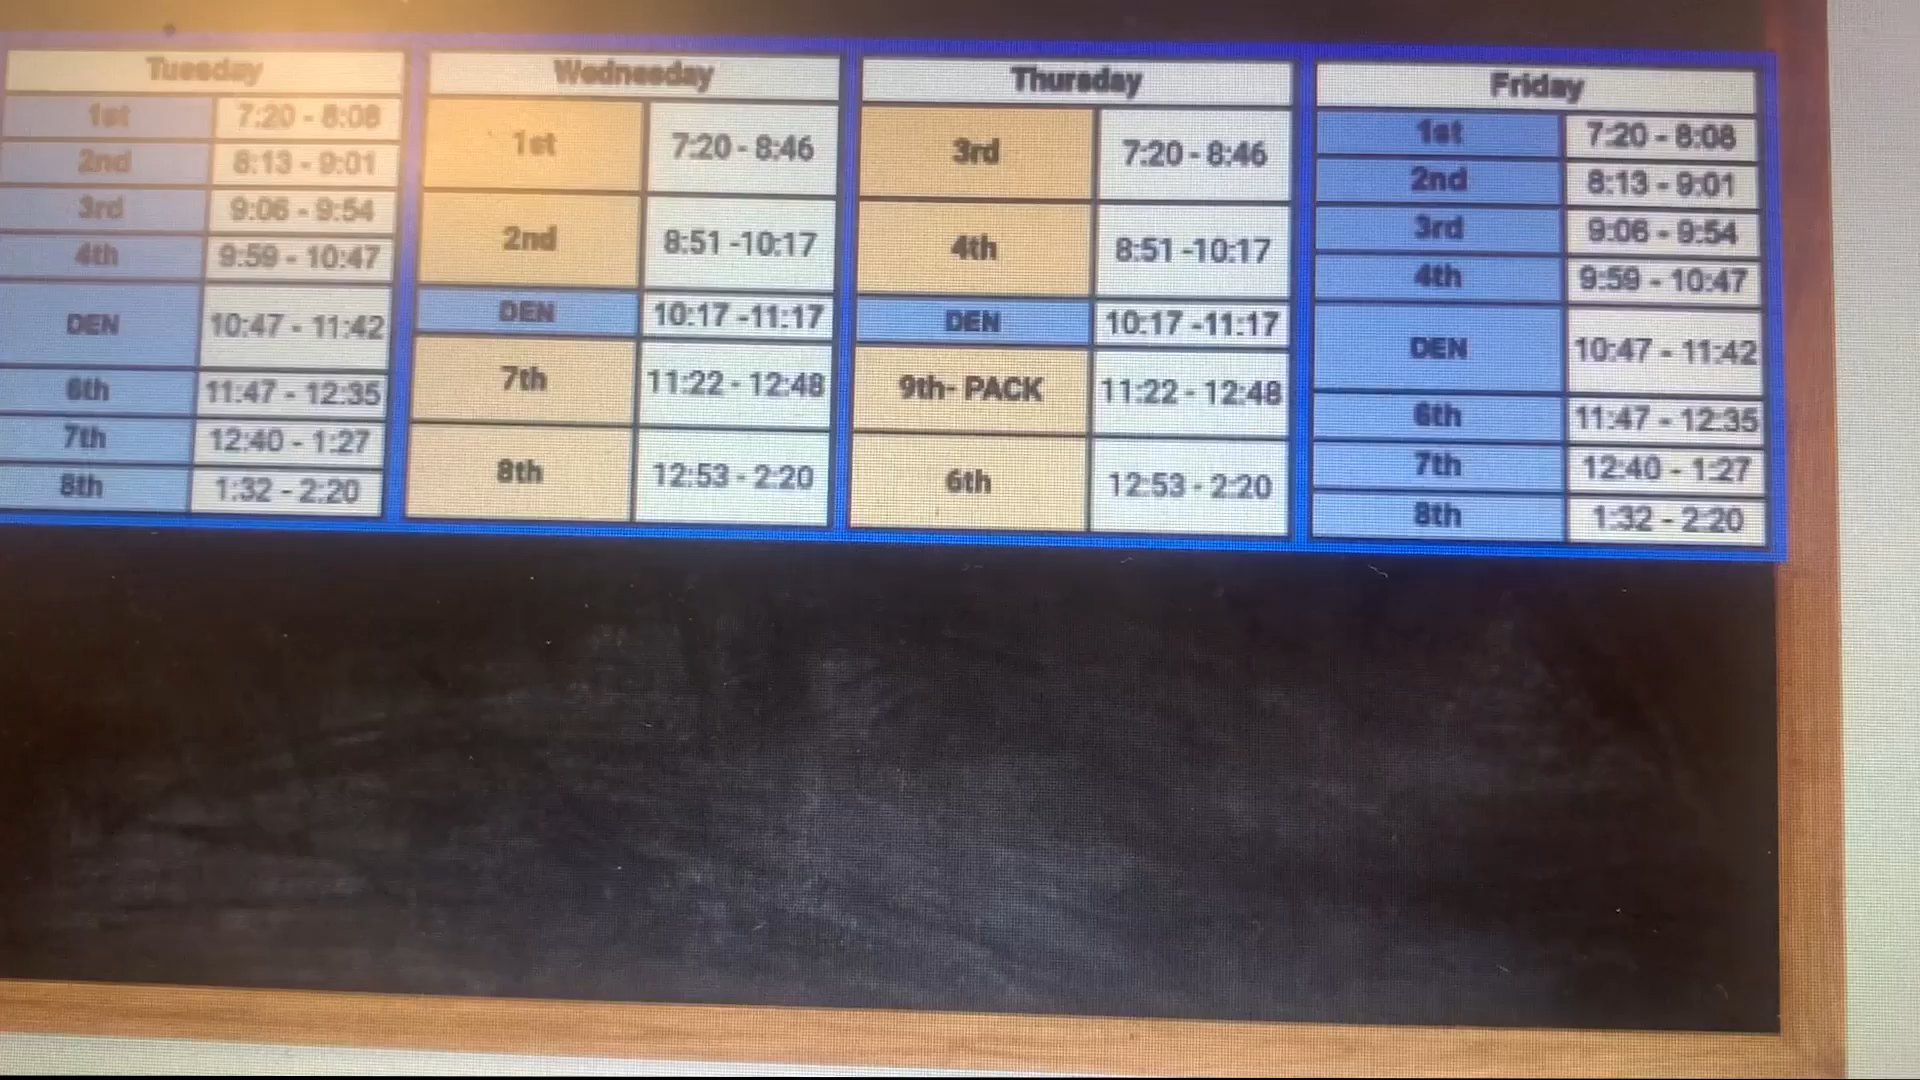 Tuesday
1st 7:20 - 8:08
2nd 8:13 - 9:01
3rd 9:06 - 9:54
4th 9:59 - 10:47
DEN 10:47 - 11:42
6th 11:47 - 12:35
7th 12:40 - 1:27
8th 1:32 - 2:20
Wednesday
1st 7:20 - 8:46
2nd 8:51 -10:17
DEN 10:17 -11:17
7th 11:22 - 12:48
8th 12:53 - 2:20
Thursday
3rd 7:20 - 8:46
4th 8:51 -10:17
DEN 10:17 -11:17
9th- PACK 11:22 - 12:48
6th 12:53 - 2:20
Friday
1st 7:20 - 8:08
2nd 8:13 - 9:01
3rd 9:06 - 9:54
4th 9:59 - 10:47
DEN 10:47 - 11:42
6th 11:47 - 12:35
7th 12:40 - 1:27
8th 1:32 - 2:20